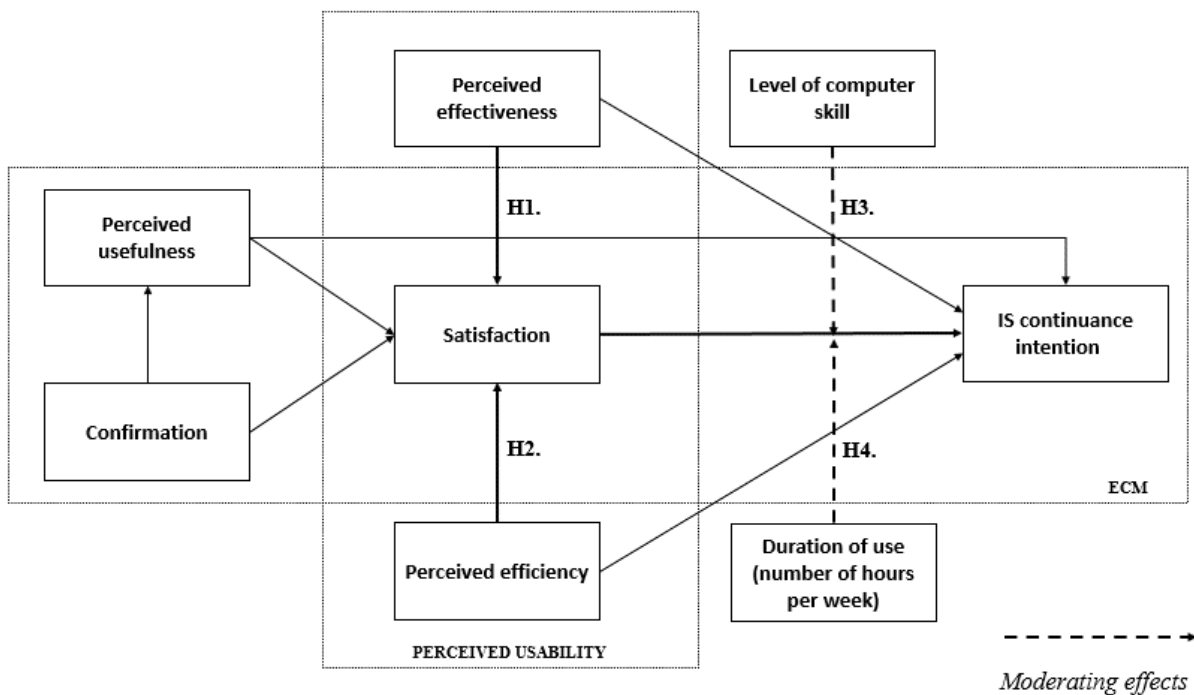 Perceived
effectiveness
Level of computer
skill
H1.
H3.
Perceived
usefulness
Satisfaction
IS continuance
intention
Confirmation
H2.
H4.
ECM
Perceived efficiency
Duration of use
(number of hours
per week)
PERCEIVED USABILITY
Moderating effects